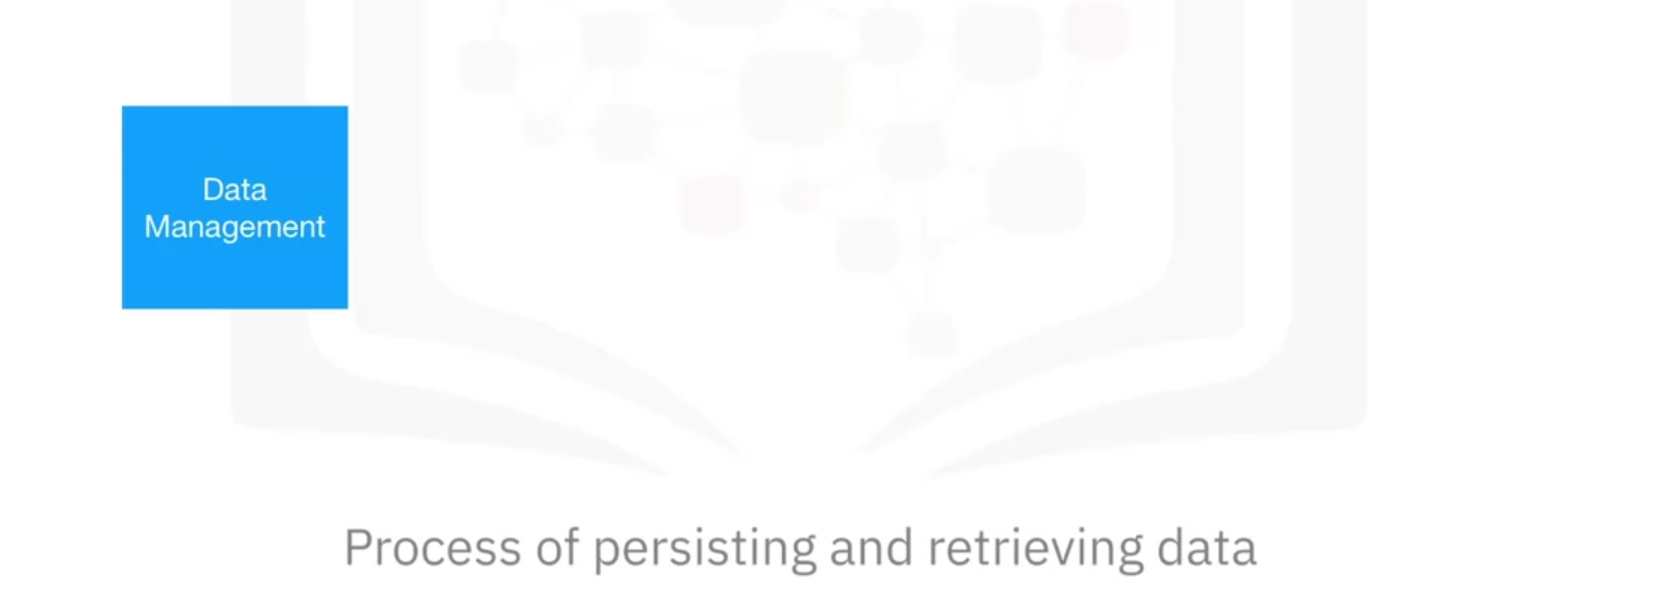 Data
Management
Process of persisting and retrieving data